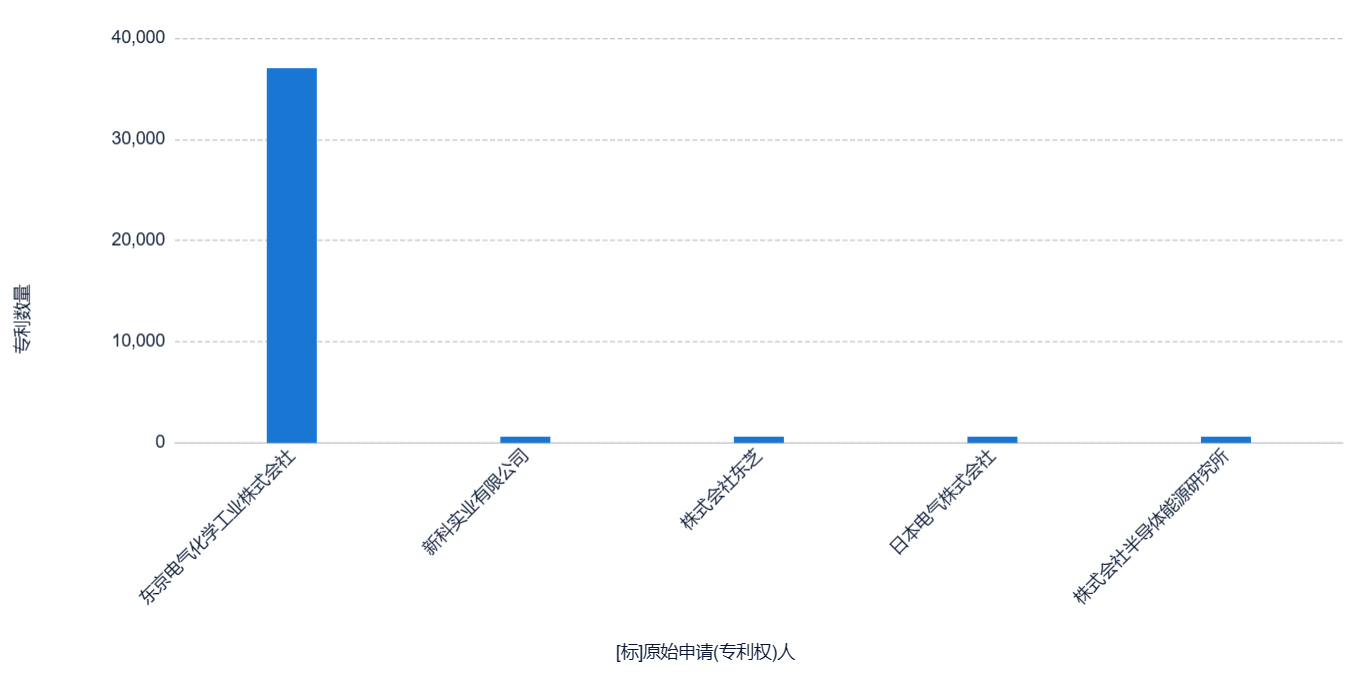 40,000
30,000
20,000
10,000
0
专利数量
东京电气化学工业株式会社
新科实业有限公司
株式会社东芝
日本电气株式会社
株式会社半导体能源研究所
[标]原始申请(专利权)人